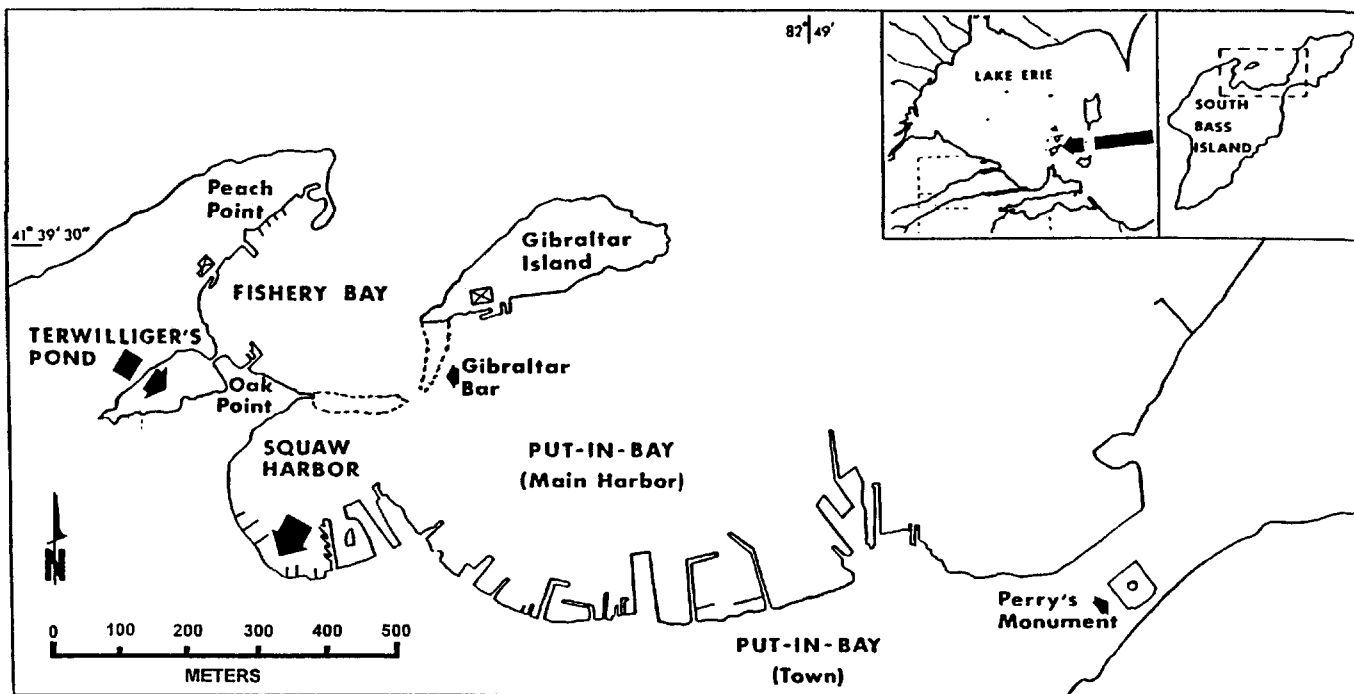 82° 49'
LAKE ERIE
SOUTH
BASS
ISLAND
Peach
Point
41° 39' 30"
Gibraltar
Island
FISHERY BAY
TERWILLIGER'S
POND
Oak
Point
Gibraltar
Bar
SQUAW
HARBOR
PUT-IN-BAY
(Main Harbor)
N
Perry's
Monument
0 100 200 300 400 500
METERS
PUT-IN-BAY
(Town)